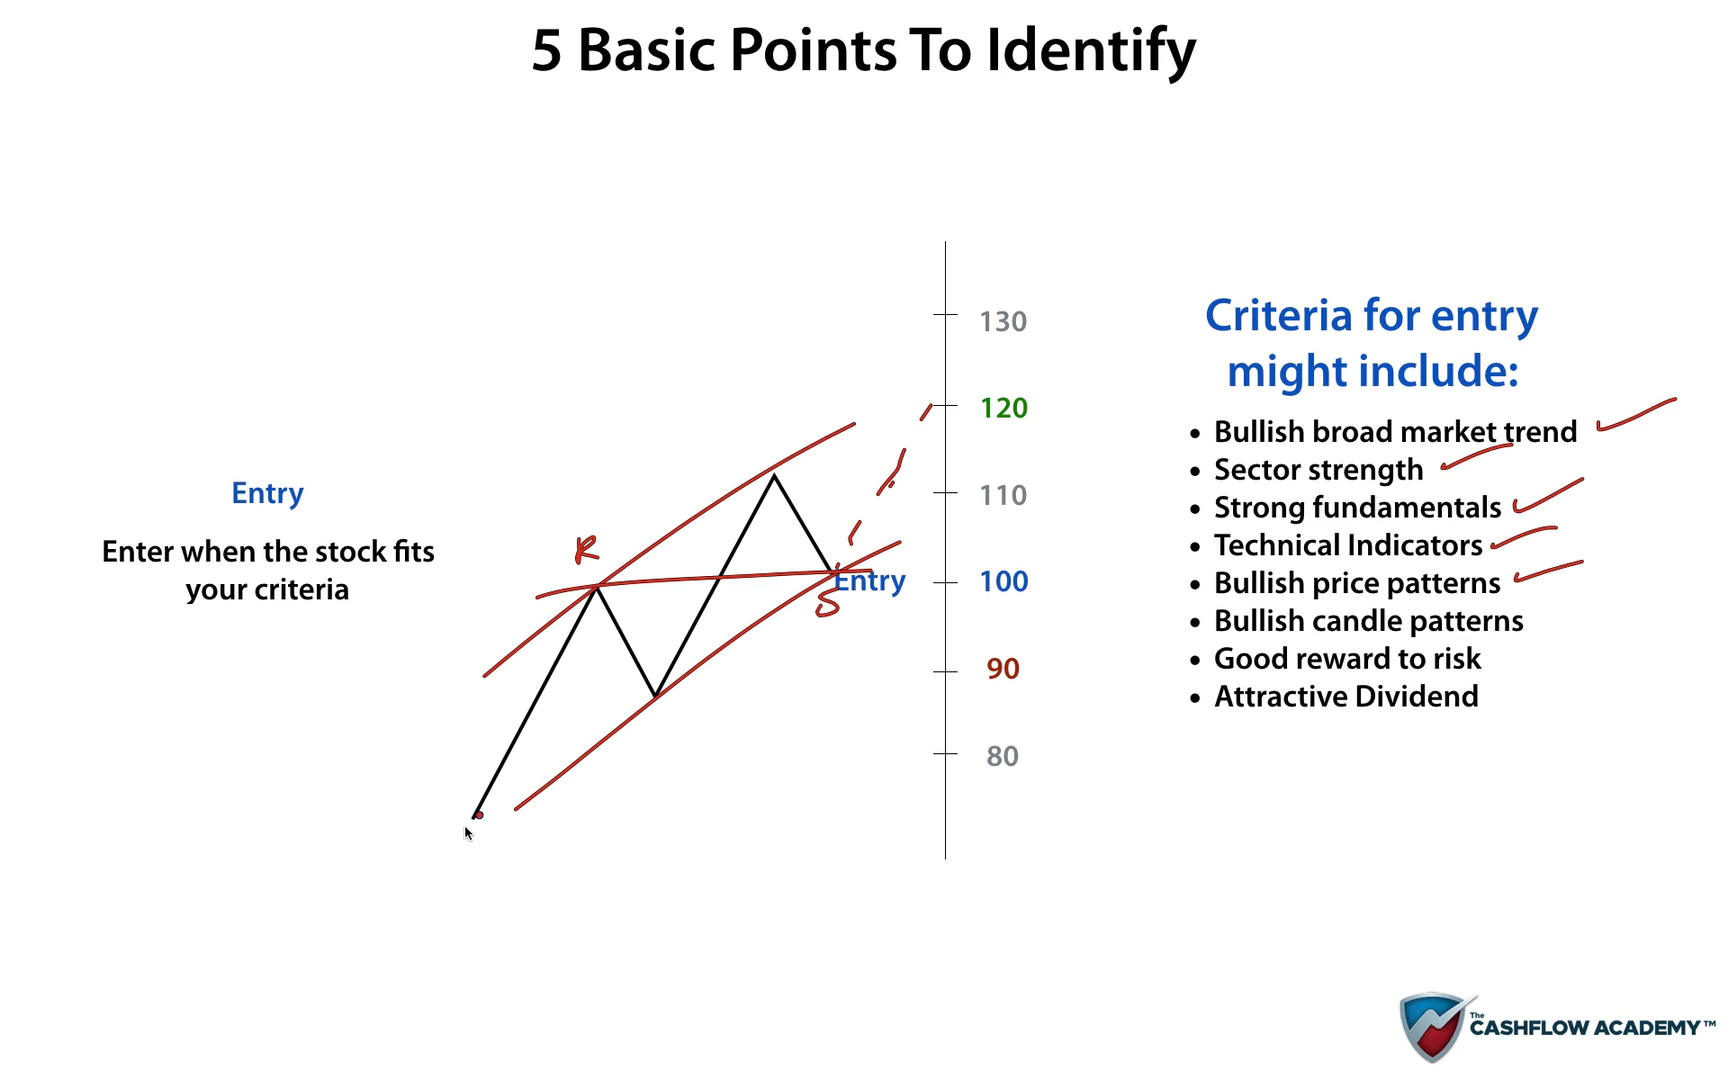 5 Basic Points To Identify
Entry
Enter when the stock fits
your criteria
R
S
Entry
130
120
110
100
90
80
Criteria for entry
might include:
• Bullish broad market trend
• Sector strength
• Strong fundamentals
• Technical Indicators
• Bullish price patterns
• Bullish candle patterns
• Good reward to risk
• Attractive Dividend
The
CASHFLOW ACADEMY™